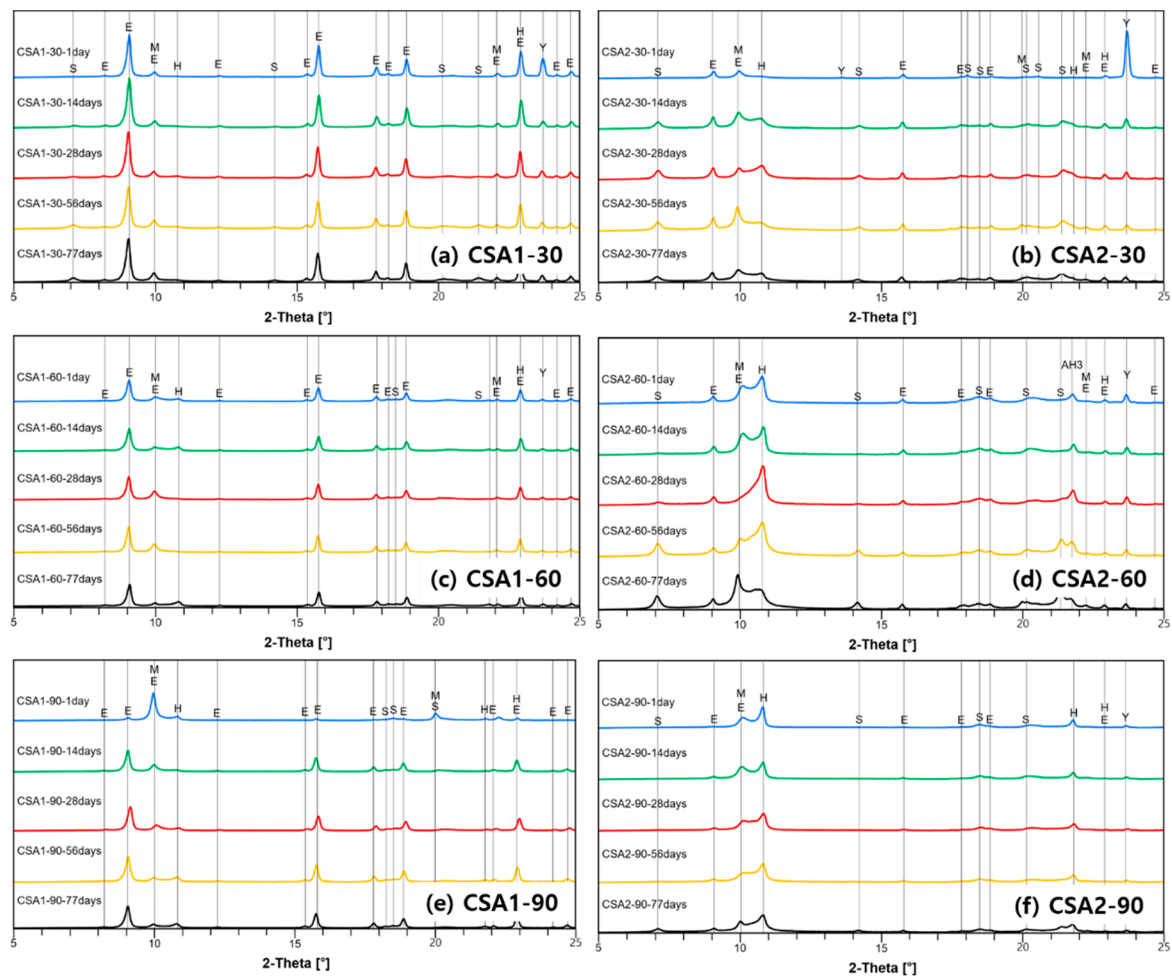 E H
M M E Y
CSA1-30-1day E E E E E
S E E H E S E E S S E E
CSA1-30-14days
CSA1-30-28days
CSA1-30-56days
CSA1-30-77days
(a) CSA1-30
5 10 15 20 25
2-Theta [°]
Y
CSA2-30-1day
M M M H
S E E H Y S E E S S E S S S H E E E
CSA2-30-14days
CSA2-30-28days
CSA2-30-56days
CSA2-30-77days
(b) CSA2-30
5 10 15 20 25
2-Theta [°]
H
CSA1-60-1day E M E M E Y
E E H E E E E S E S E E E
CSA1-60-14days
CSA1-60-28days
CSA1-60-56days
CSA1-60-77days
(c) CSA1-60
5 10 15 20 25
2-Theta [°]
AH3
CSA2-60-1day M H M H Y
S E E S E E S E S S E E E
CSA2-60-14days
CSA2-60-28days
CSA2-60-56days
CSA2-60-77days
(d) CSA2-60
5 10 15 20 25
2-Theta [°]
M
CSA1-90-1day E M H
E E H E E E E S S E S H E E E E
CSA1-90-14days
CSA1-90-28days
CSA1-90-56days
CSA1-90-77days
(e) CSA1-90
5 10 15 20 25
2-Theta [°]
CSA2-90-1day M H H
S E E S E E S E S H E Y
CSA2-90-14days
CSA2-90-28days
CSA2-90-56days
CSA2-90-77days
(f) CSA2-90
5 10 15 20 25
2-Theta [°]